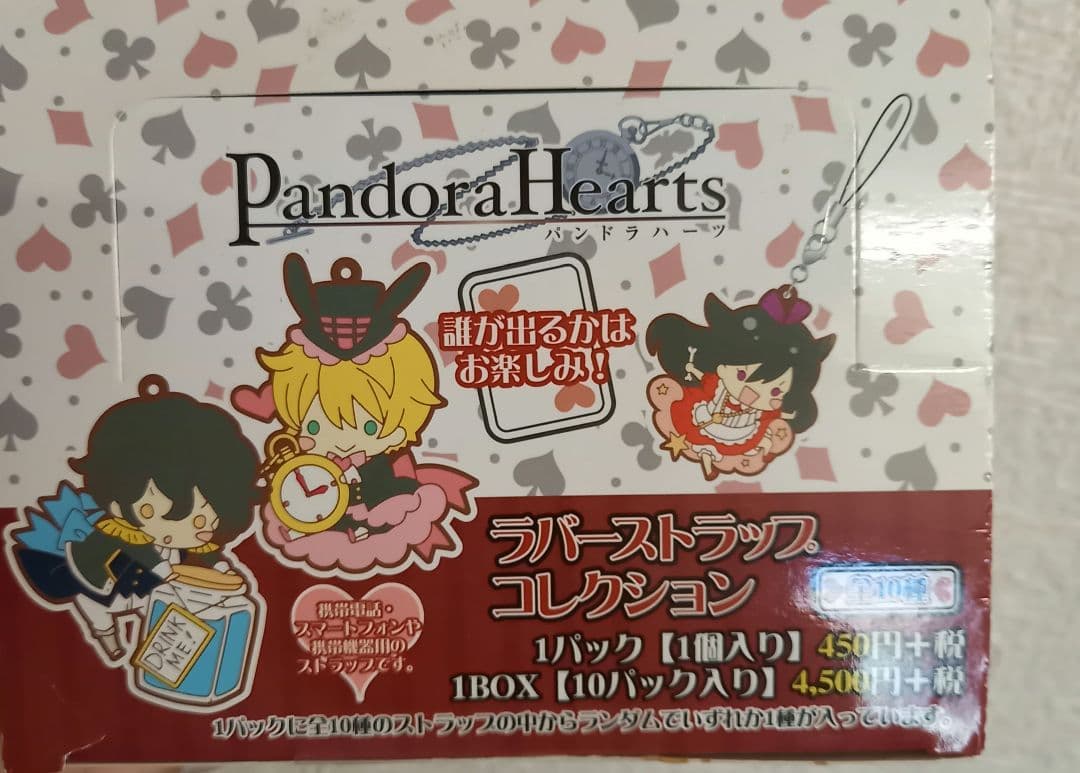 PandoraHearts
パンドラハーツ
誰が出るかは
お楽しみ!
DRINK
ME!
ラバーストラップ
コレクション
全10種
携帯電話・
スマートフォンや
携帯機器用の
ストラップです。
1パック【1個入り】450円+税
1BOX【10パック入り】4,500円+税
1パックに全10種のストラップの中からランダムでいずれか1種が入っています。